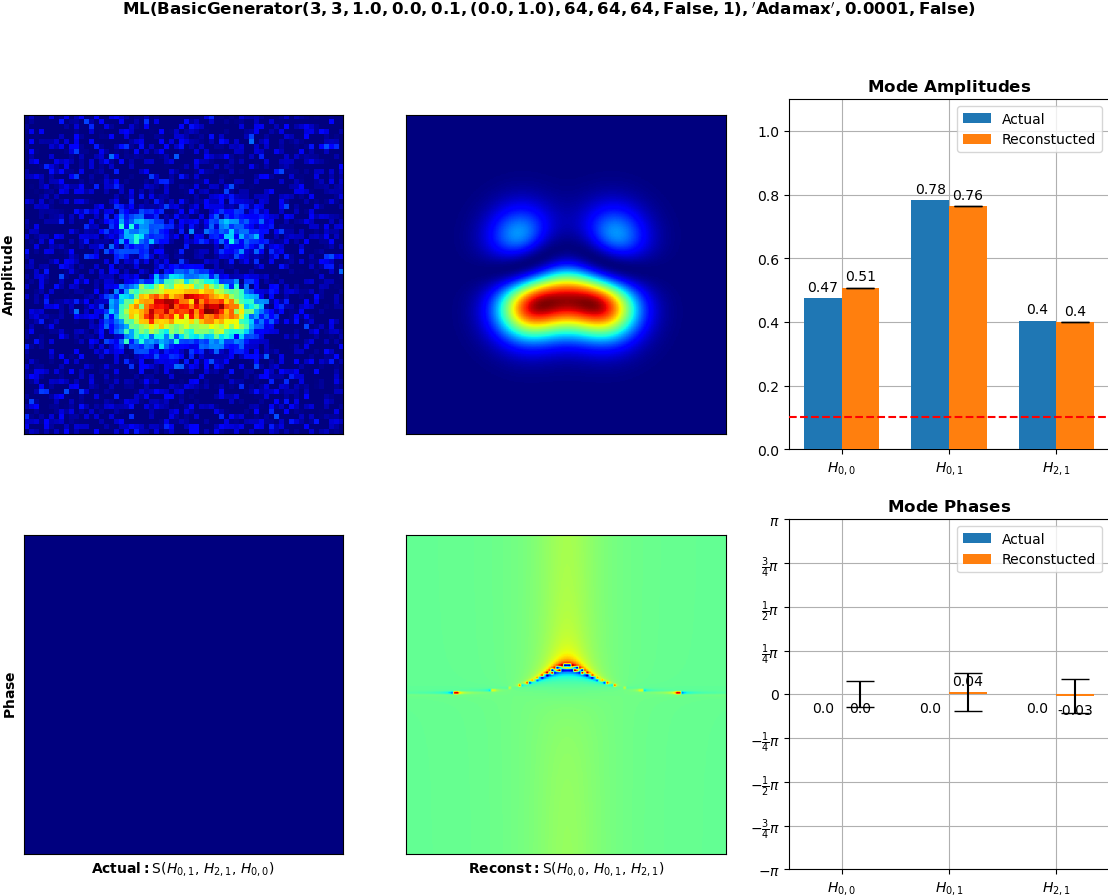 ML(BasicGenerator(3, 3, 1.0, 0.0, 0.1, (0.0, 1.0), 64, 64, 64, False, 1), ′Adamax′, 0.0001, False)
Amplitude
Mode Amplitudes
Actual
Reconstucted
1.0
0.8
0.6
0.4
0.2
0.0
0.47
0.51
0.78
0.76
0.4
0.4
H0,0
H0,1
H2,1
Phase
Actual: S(H0,1, H2,1, H0,0)
Reconst: S(H0,0, H0,1, H2,1)
Mode Phases
Actual
Reconstucted
π
3/4π
1/2π
1/4π
0
−1/4π
−1/2π
−3/4π
−π
0.0
0.0
0.0
0.04
0.0
-0.03
H0,0
H0,1
H2,1